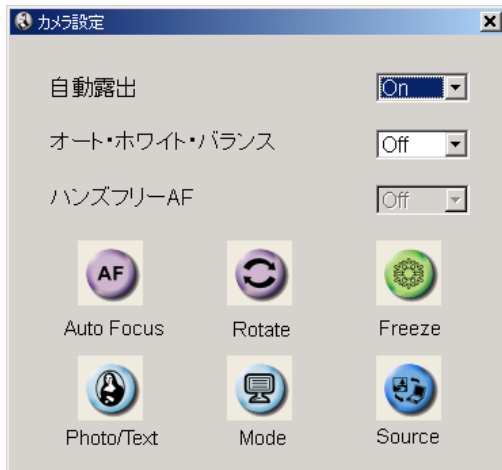 カメラ設定
自動露出 On
オート・ホワイト・バランス Off
ハンズフリーAF Off
AF
Auto Focus Rotate Freeze
Photo/Text Mode Source